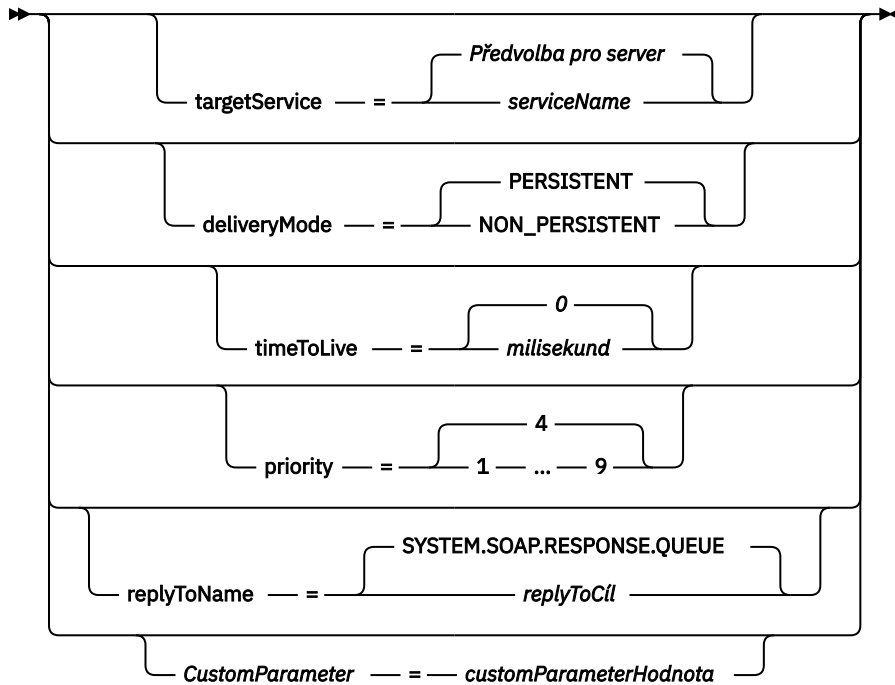 Předvolba pro server
targetService = serviceName
PERSISTENT
deliveryMode = NON_PERSISTENT
0
timeToLive = milisekund
4
priority = 1 ... 9
SYSTEM.SOAP.RESPONSE.QUEUE
replyToName = replyToCíl
CustomParameter = customParameterHodnota